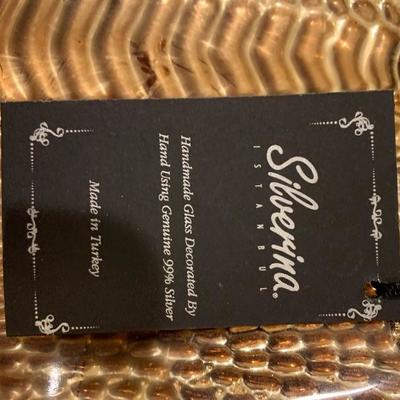 Silverina®
ISTANBUL
Handmade Glass Decorated By
Hand Using Genuine 99% Silver
Made in Turkey